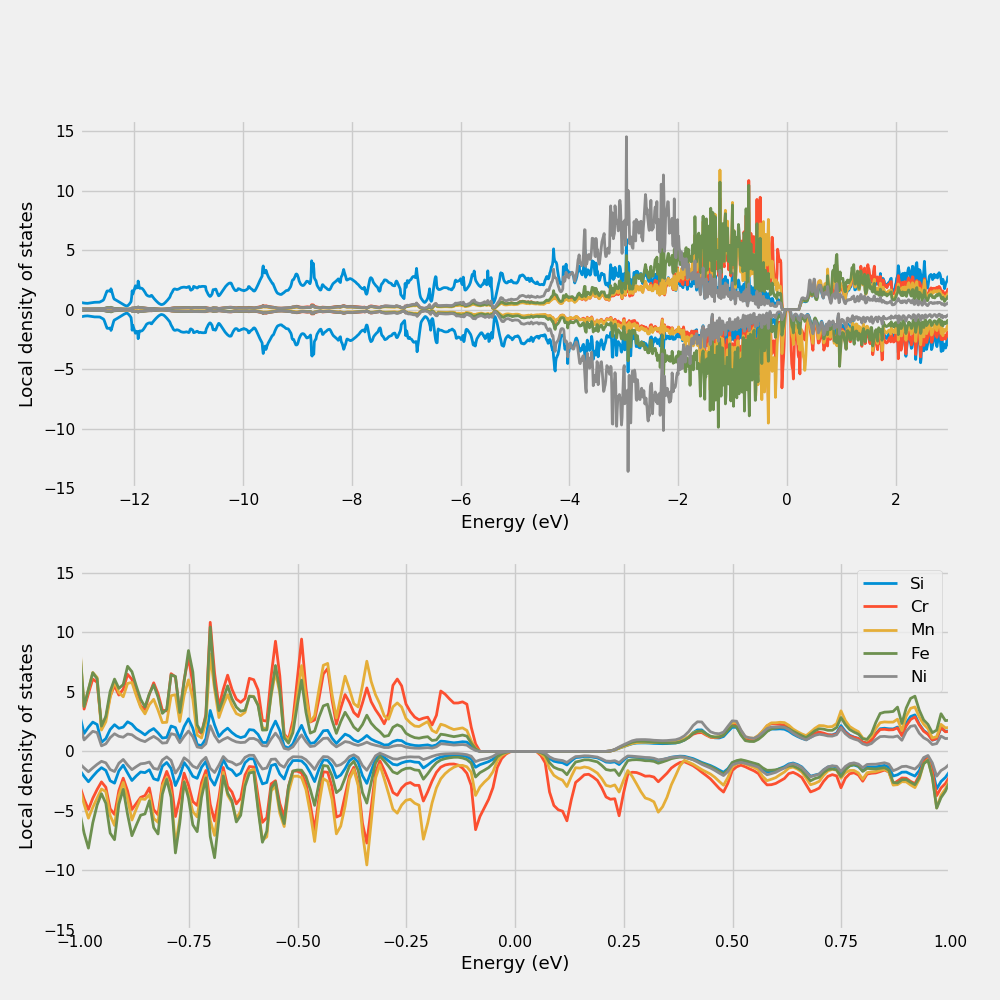 15
10
5
0
−5
−10
−15
Local density of states
−12 −10 −8 −6 −4 −2 0 2
Energy (eV)
15
10
5
0
−5
−10
−15
Local density of states
Si
Cr
Mn
Fe
Ni
−1.00 −0.75 −0.50 −0.25 0.00 0.25 0.50 0.75 1.00
Energy (eV)